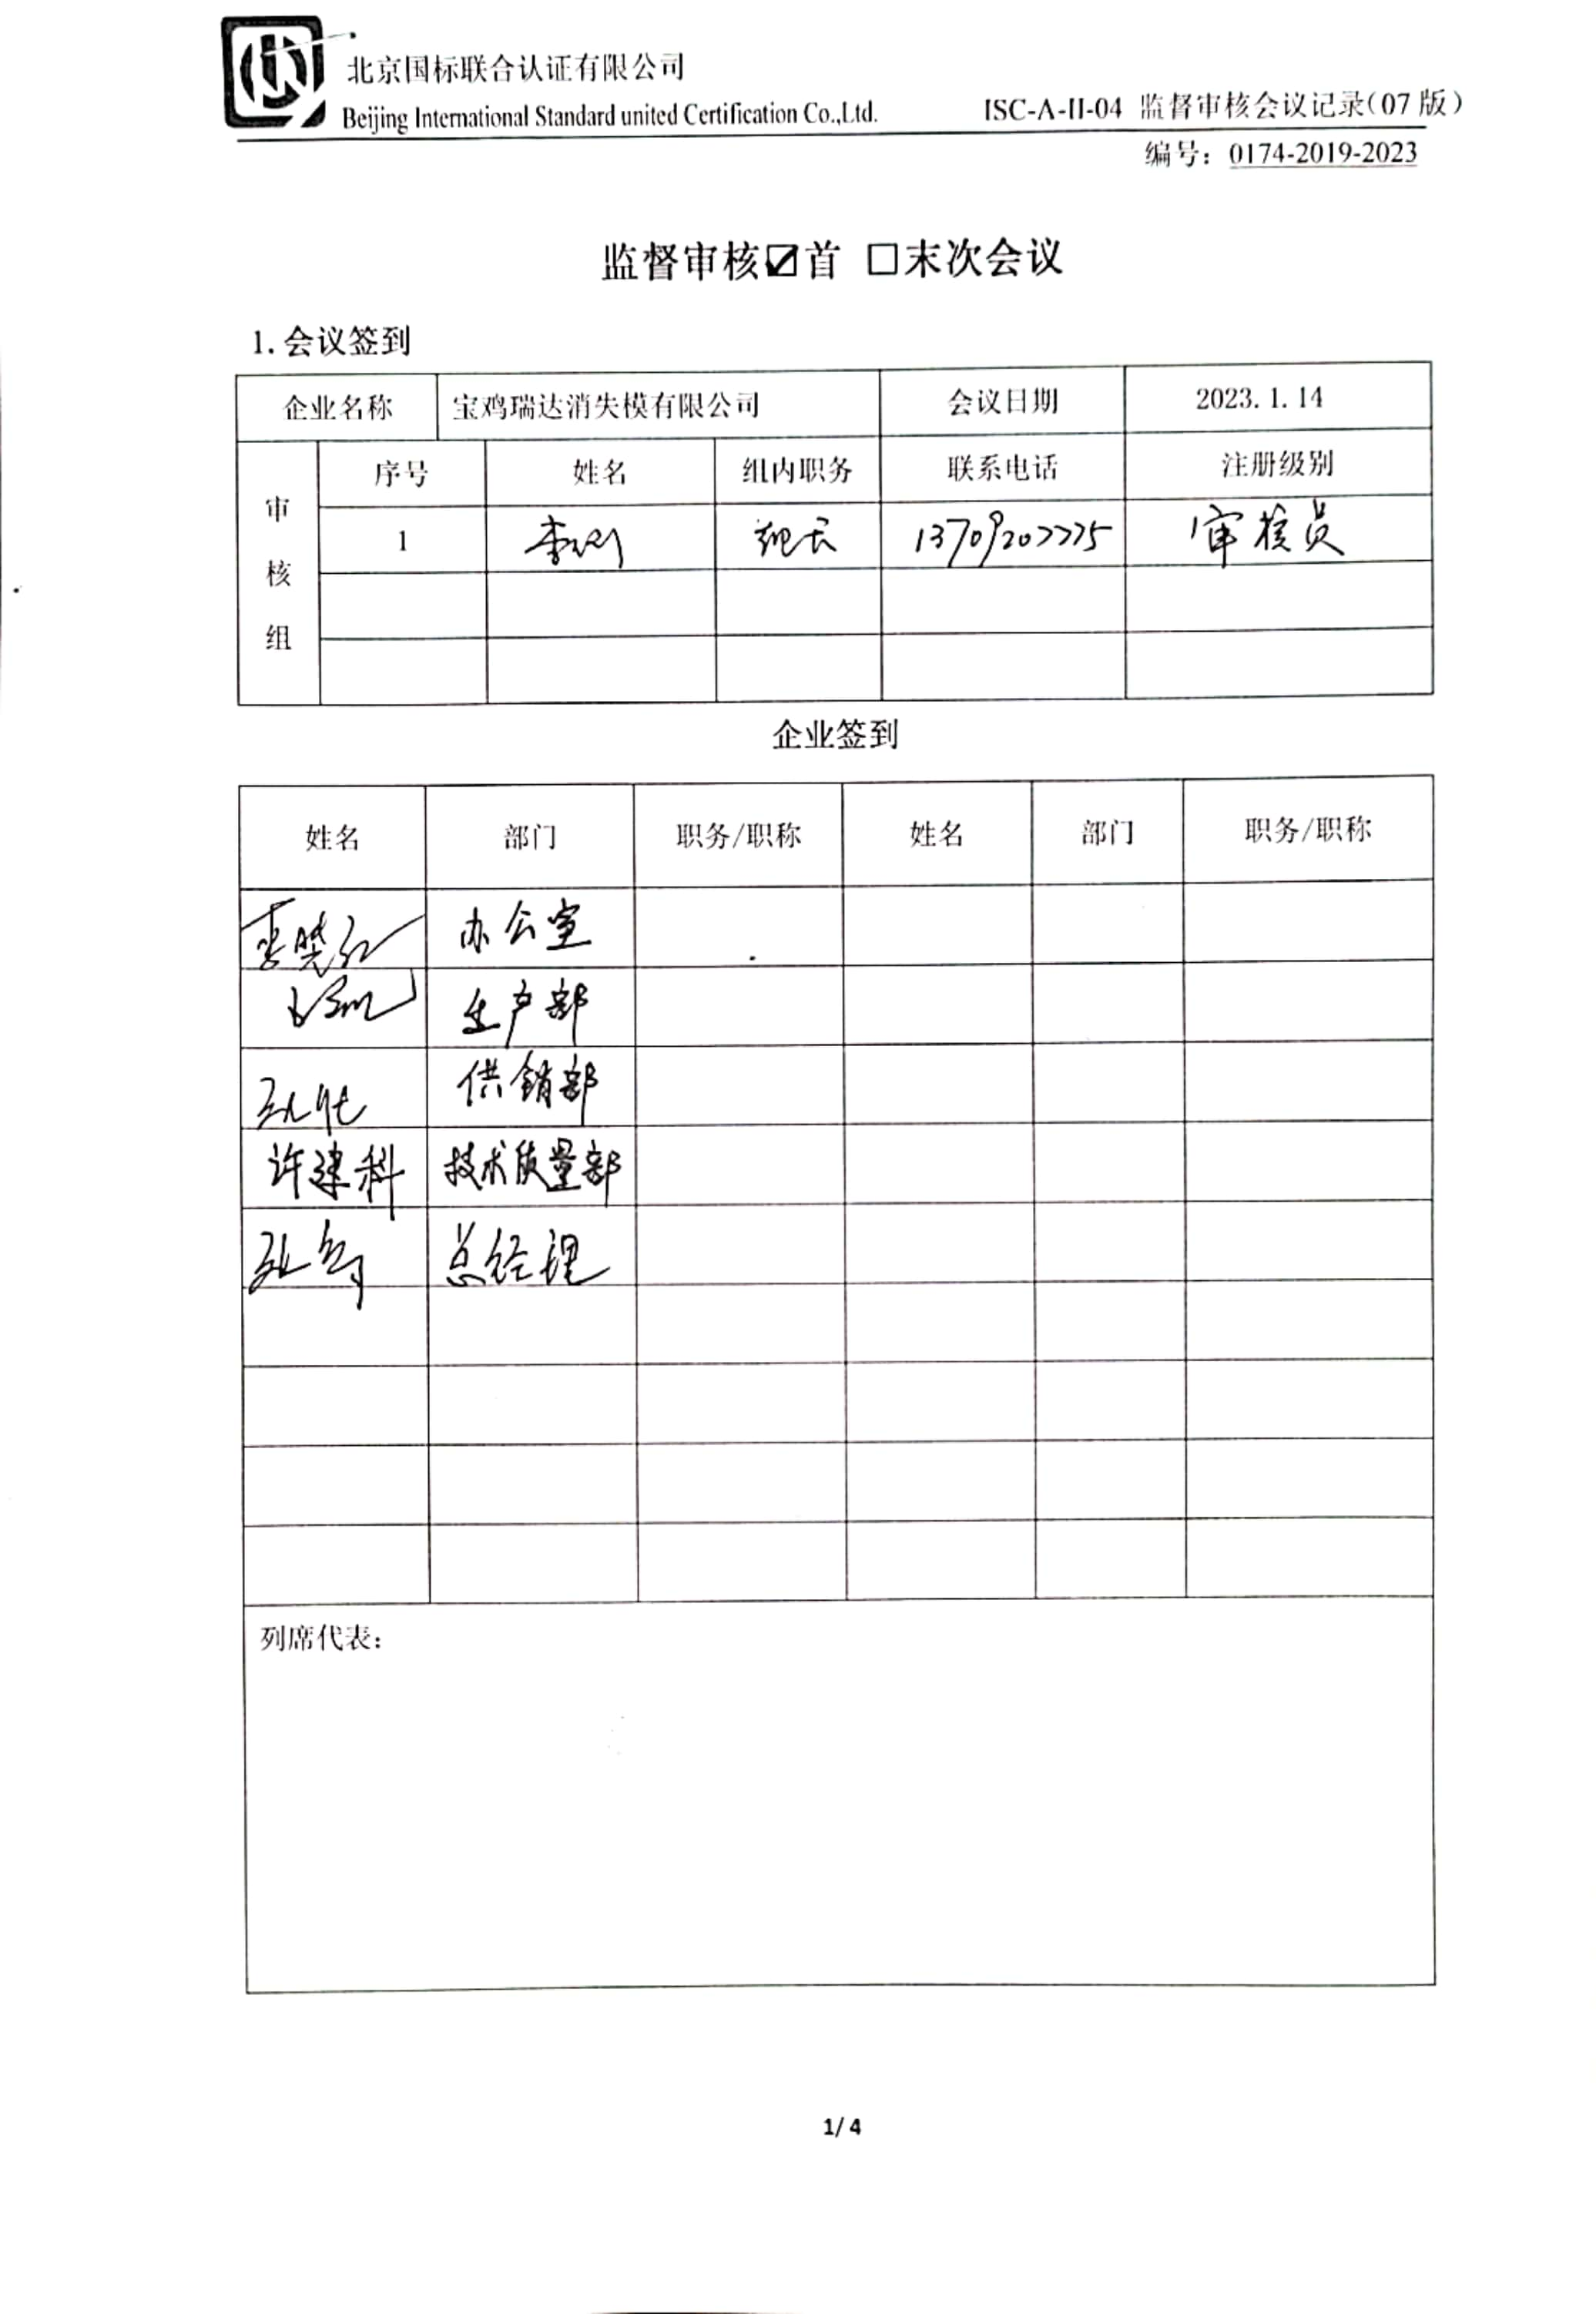 北京国标联合认证有限公司
Beijing International Standard united Certification Co.,Ltd.
ISC-A-II-04 监督审核会议记录(07版)
编号：0174-2019-2023
监督审核☑首 □末次会议
1.会议签到
企业名称 宝鸡瑞达消失模有限公司 会议日期 2023.1.14
审核组 序号 姓名 组内职务 联系电话 注册级别
1 组长 13709202275 审核员
企业签到
姓名 部门 职务/职称 姓名 部门 职务/职称
李 办公室
生产部
供销部
许建科 技术质量部
总经理
列席代表：
1/4